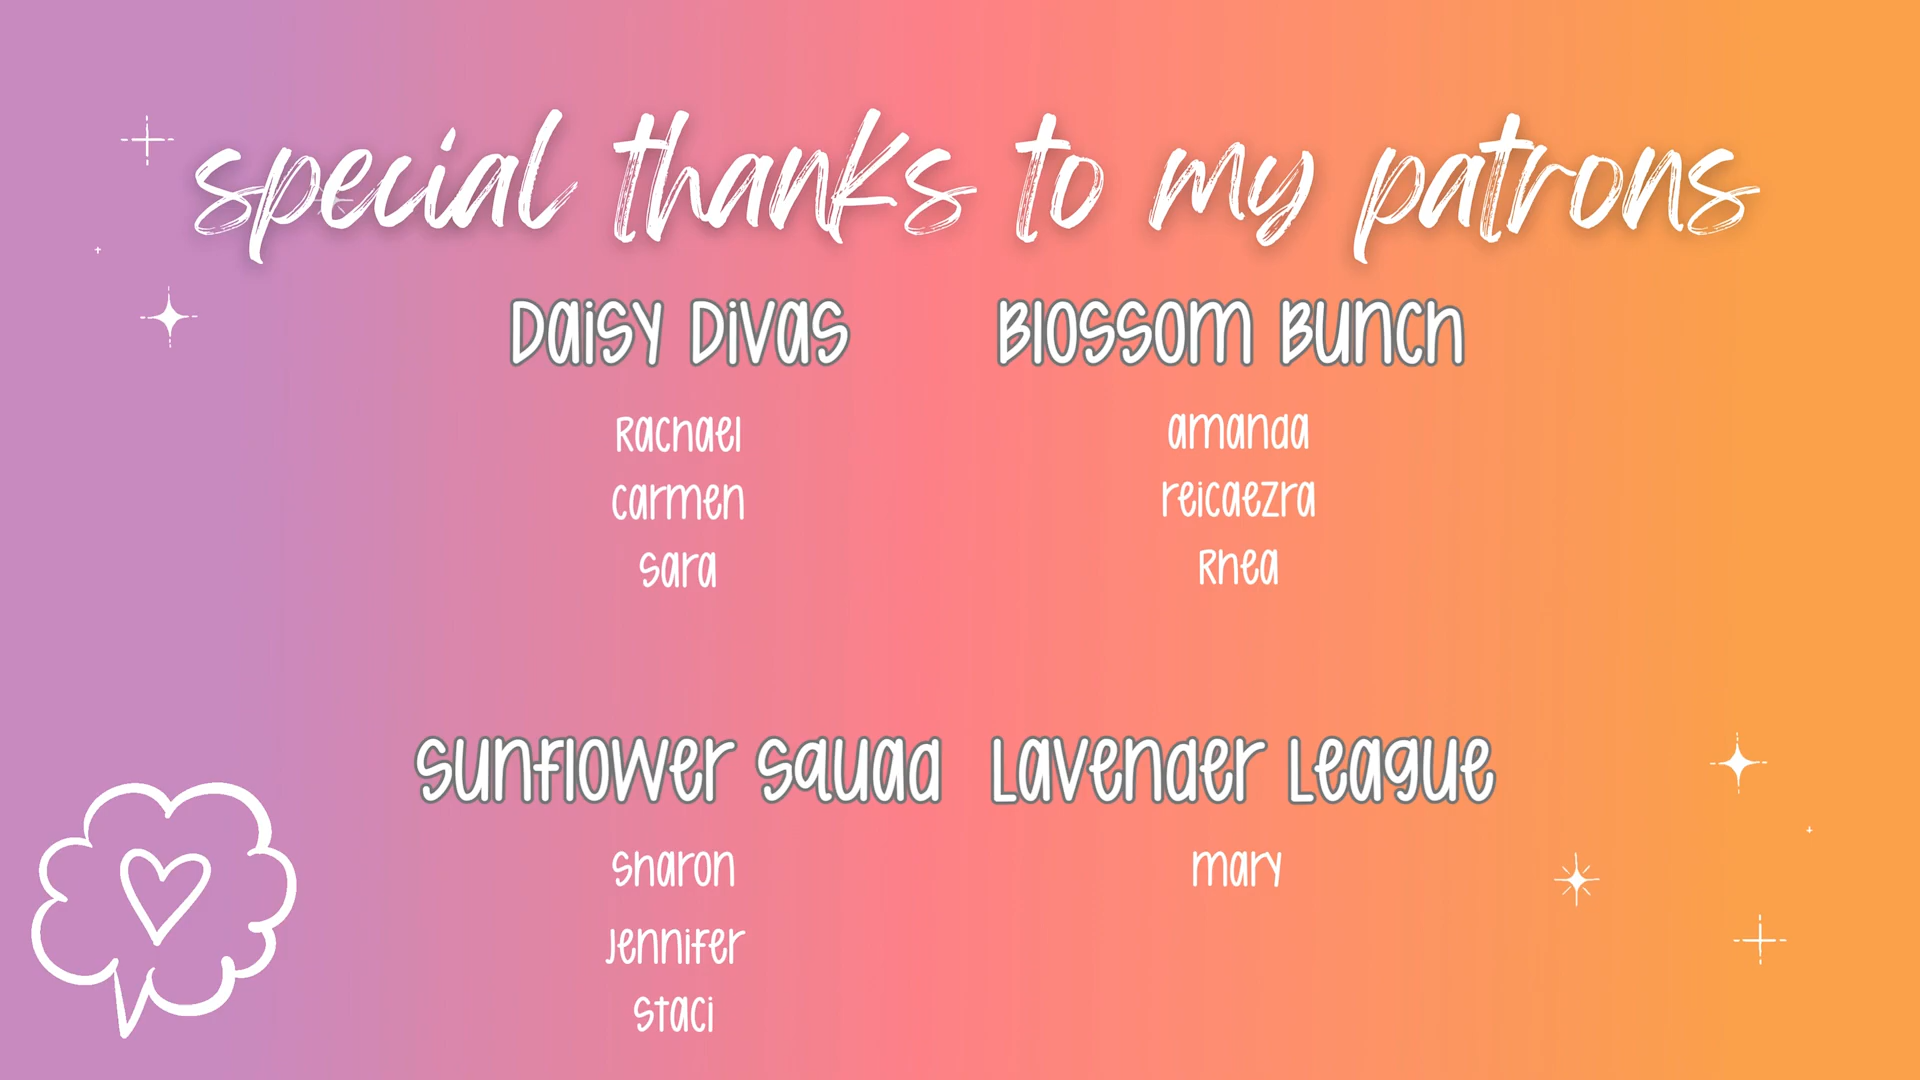 special thanks to my patrons
Daisy Divas
Rachael
Carmen
Sara
Blossom Bunch
Amanda
reicaezra
Rhea
Sunflower Squad
Sharon
Jennifer
Staci
Lavender League
Mary